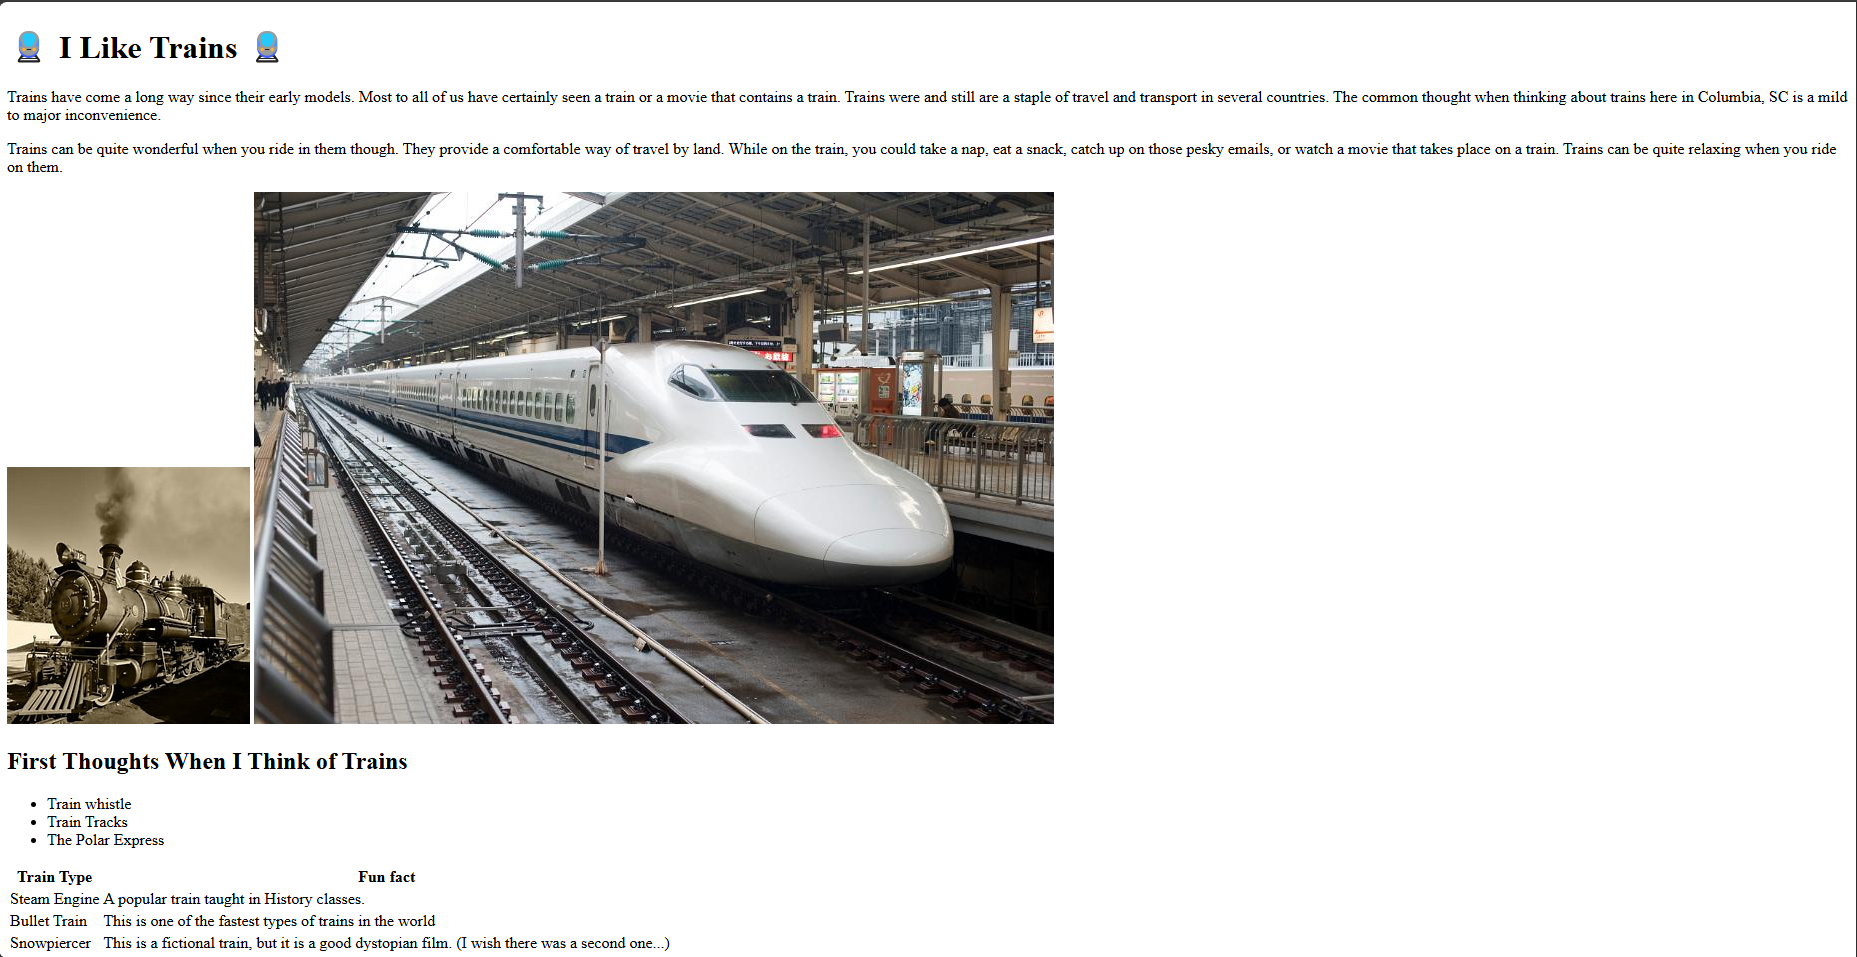 I Like Trains
Trains have come a long way since their early models. Most to all of us have certainly seen a train or a movie that contains a train. Trains were and still are a staple of travel and transport in several countries. The common thought when thinking about trains here in Columbia, SC is a mild
to major inconvenience.
Trains can be quite wonderful when you ride in them though. They provide a comfortable way of travel by land. While on the train, you could take a nap, eat a snack, catch up on those pesky emails, or watch a movie that takes place on a train. Trains can be quite relaxing when you ride
on them.
First Thoughts When I Think of Trains
Train whistle
Train Tracks
The Polar Express
Train Type Fun fact
Steam Engine A popular train taught in History classes.
Bullet Train This is one of the fastest types of trains in the world
Snowpiercer This is a fictional train, but it is a good dystopian film. (I wish there was a second one...)